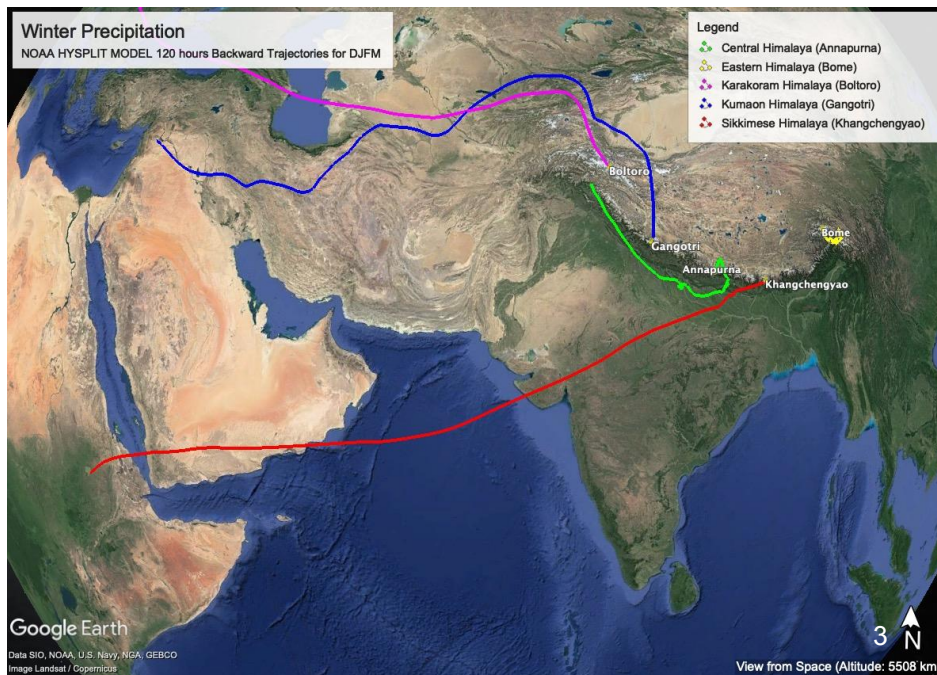 Winter Precipitation
NOAA HYSPLIT MODEL 120 hours Backward Trajectories for DJFM
Legend
Central Himalaya (Annapurna)
Eastern Himalaya (Bome)
Karakoram Himalaya (Boltoro)
Kumaon Himalaya (Gangotri)
Sikkimese Himalaya (Khangchengyao)
Boltoro
Bome
Gangotri
Annapurna
Khangchengyao
Google Earth
Data SIO, NOAA, U.S. Navy, NGA, GEBCO
Image Landsat / Copernicus
3
N
View from Space (Altitude: 5508 km